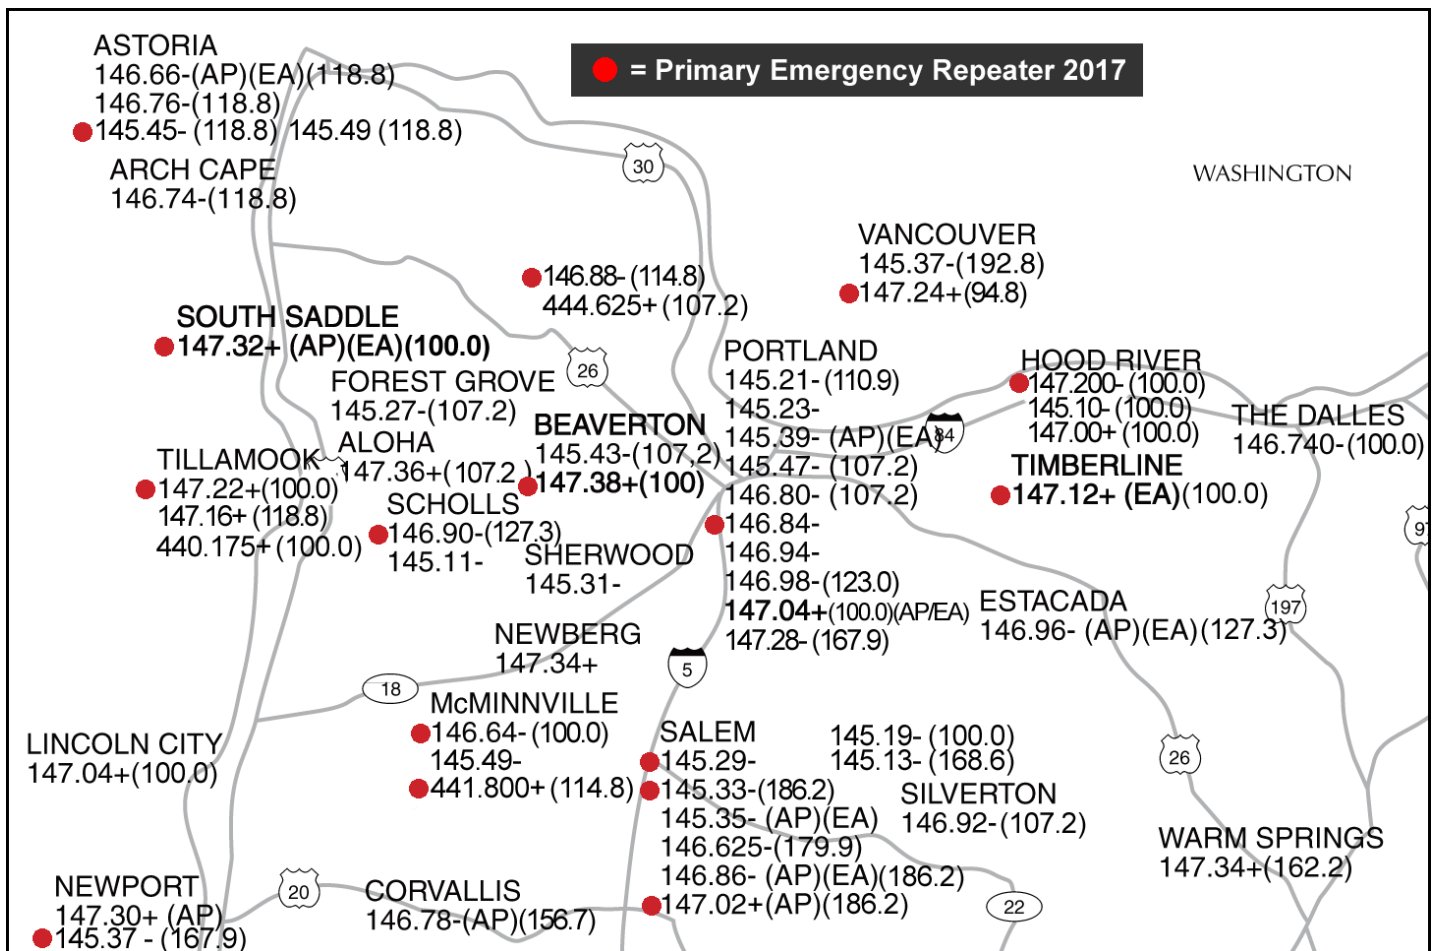 ASTORIA
146.66-(AP)(EA)(118.8)
146.76-(118.8)
145.45- (118.8) 145.49 (118.8)
ARCH CAPE
146.74-(118.8)
= Primary Emergency Repeater 2017
30
WASHINGTON
VANCOUVER
145.37-(192.8)
147.24+(94.8)
146.88- (114.8)
444.625+ (107.2)
SOUTH SADDLE
147.32+ (AP)(EA)(100.0)
26
FOREST GROVE
145.27-(107.2)
PORTLAND
145.21- (110.9)
145.23-
145.39- (AP)(EA)
145.47- (107.2)
146.80- (107.2)
146.84-
146.94-
146.98- (123.0)
147.04+(100.0)(AP/EA)
147.28- (167.9)
84
HOOD RIVER
147.200- (100.0)
145.10- (100.0)
147.00+ (100.0)
THE DALLES
146.740-(100.0)
BEAVERTON
145.43-(107,2)
147.38+(100)
ALOHA
147.36+(107.2 )
TILLAMOOK
147.22+(100.0)
147.16+ (118.8)
440.175+ (100.0)
SCHOLLS
146.90-(127.3)
145.11-
TIMBERLINE
147.12+ (EA)(100.0)
97
SHERWOOD
145.31-
ESTACADA
146.96- (AP)(EA)(127.3)
197
NEWBERG
147.34+
5
18
McMINNVILLE
146.64- (100.0)
145.49-
441.800+ (114.8)
LINCOLN CITY
147.04+(100.0)
SALEM
145.29-
145.33-(186.2)
145.35- (AP)(EA)
146.625-(179.9)
146.86- (AP)(EA)(186.2)
147.02+(AP)(186.2)
145.19- (100.0)
145.13- (168.6)
26
SILVERTON
146.92-(107.2)
WARM SPRINGS
147.34+(162.2)
NEWPORT
147.30+ (AP)
145.37 - (167.9)
20
CORVALLIS
146.78-(AP)(156.7)
22